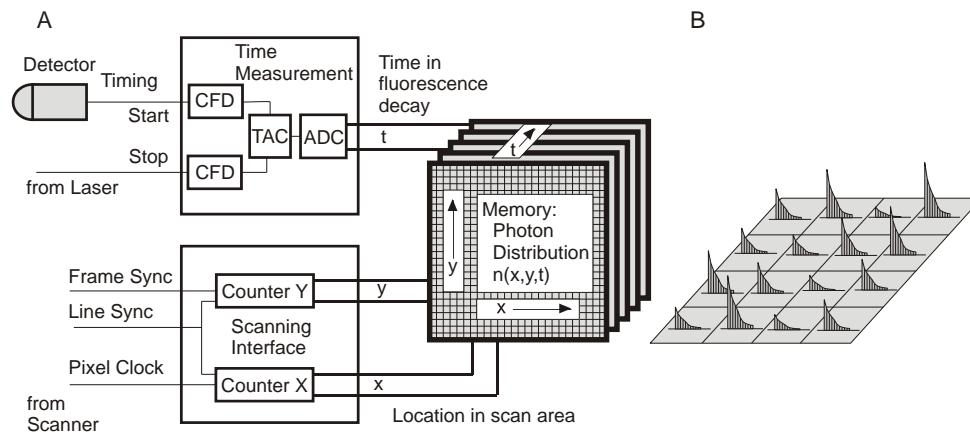 A
B
Detector
Timing
Start
Stop
from Laser
Time
Measurement
CFD
TAC
ADC
CFD
Time in
fluorescence
decay
t
t
Memory:
Photon
Distribution
n(x,y,t)
y
x
Frame Sync
Line Sync
Pixel Clock
from
Scanner
Counter Y
Scanning
Interface
Counter X
y
x
Location in scan area